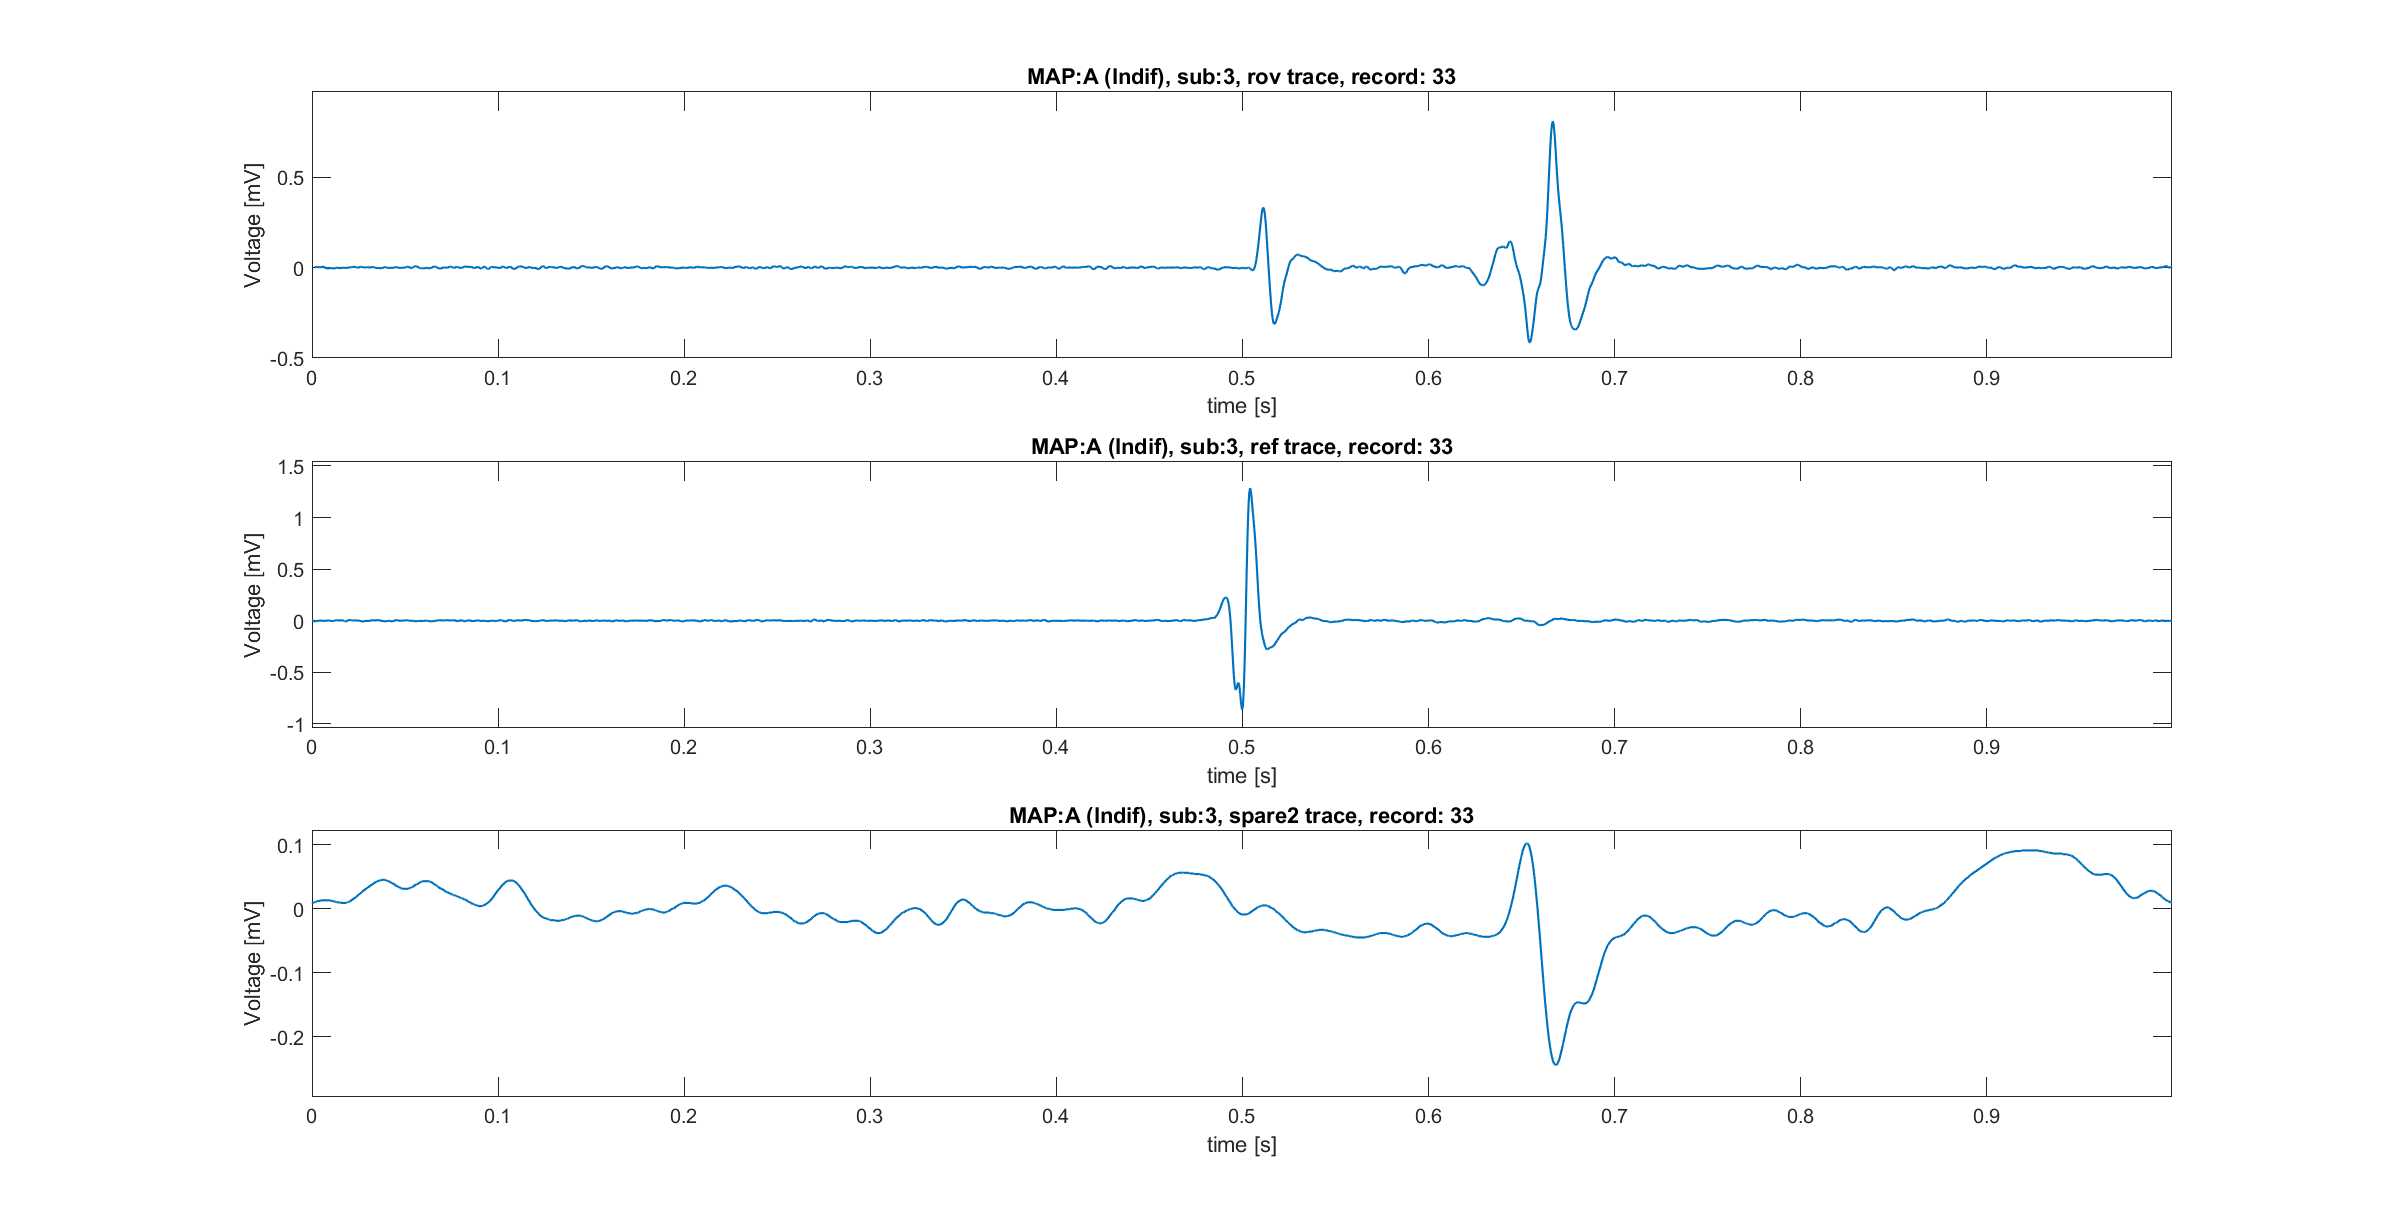 MAP:A (Indif), sub:3, rov trace, record: 33
Voltage [mV]
0.5
0
-0.5
0 0.1 0.2 0.3 0.4 0.5 0.6 0.7 0.8 0.9
time [s]
MAP:A (Indif), sub:3, ref trace, record: 33
Voltage [mV]
1.5
1
0.5
0
-0.5
-1
0 0.1 0.2 0.3 0.4 0.5 0.6 0.7 0.8 0.9
time [s]
MAP:A (Indif), sub:3, spare2 trace, record: 33
Voltage [mV]
0.1
0
-0.1
-0.2
0 0.1 0.2 0.3 0.4 0.5 0.6 0.7 0.8 0.9
time [s]